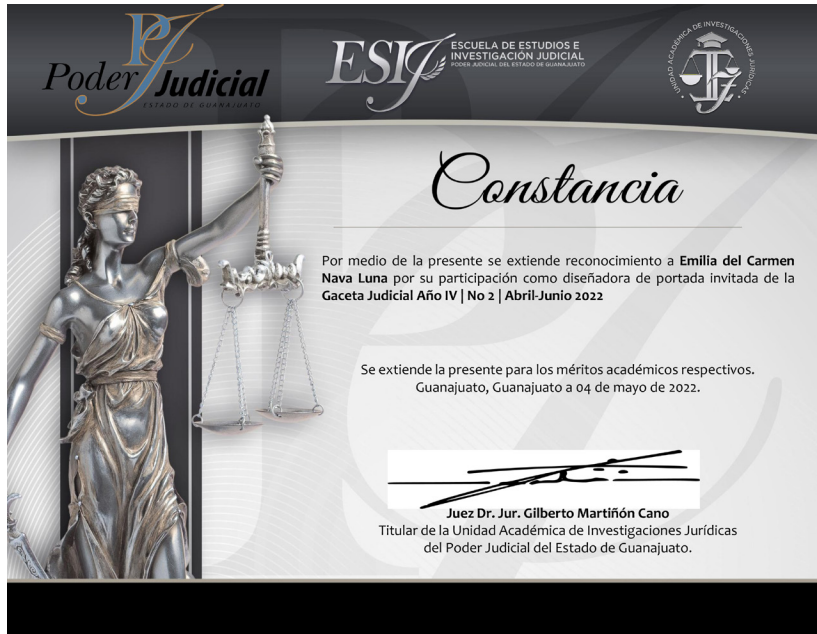 Poder Judicial
ESTADO DE GUANAJUATO
ESIJ
ESCUELA DE ESTUDIOS E
INVESTIGACIÓN JUDICIAL
PODER JUDICIAL DEL ESTADO DE GUANAJUATO
UNIDAD ACADÉMICA DE INVESTIGACIONES JURÍDICAS
Constancia
Por medio de la presente se extiende reconocimiento a Emilia del Carmen
Nava Luna por su participación como diseñadora de portada invitada de la
Gaceta Judicial Año IV | No 2 | Abril-Junio 2022
Se extiende la presente para los méritos académicos respectivos.
Guanajuato, Guanajuato a 04 de mayo de 2022.
Juez Dr. Jur. Gilberto Martiñón Cano
Titular de la Unidad Académica de Investigaciones Jurídicas
del Poder Judicial del Estado de Guanajuato.